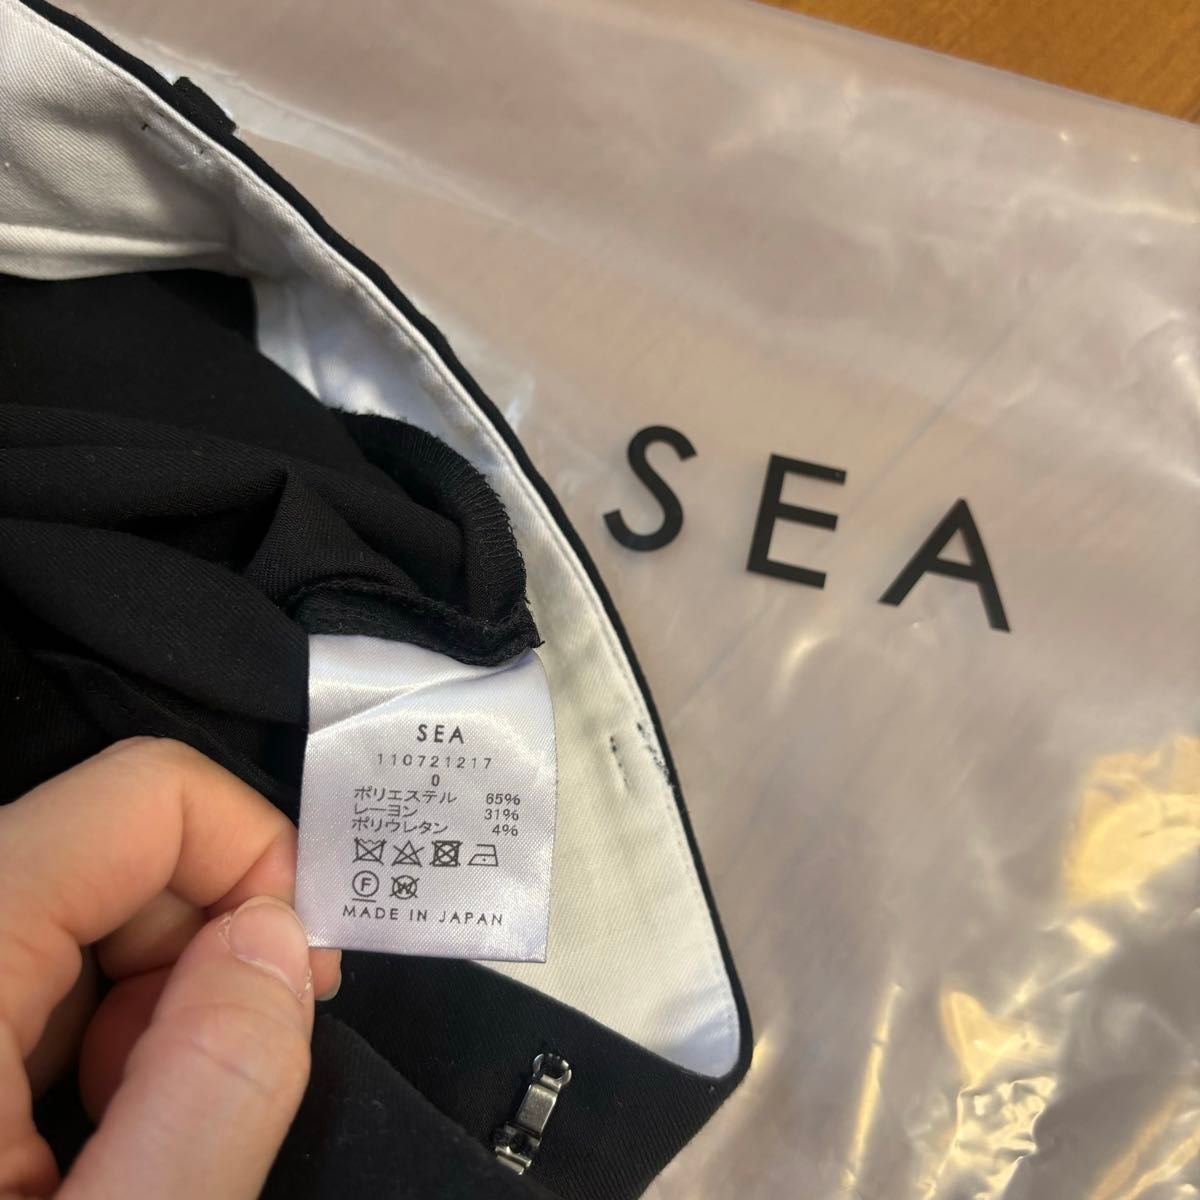 SEA
SEA
110721217
0
ポリエステル 65%
レーヨン 31%
ポリウレタン 4%
F
W
MADE IN JAPAN